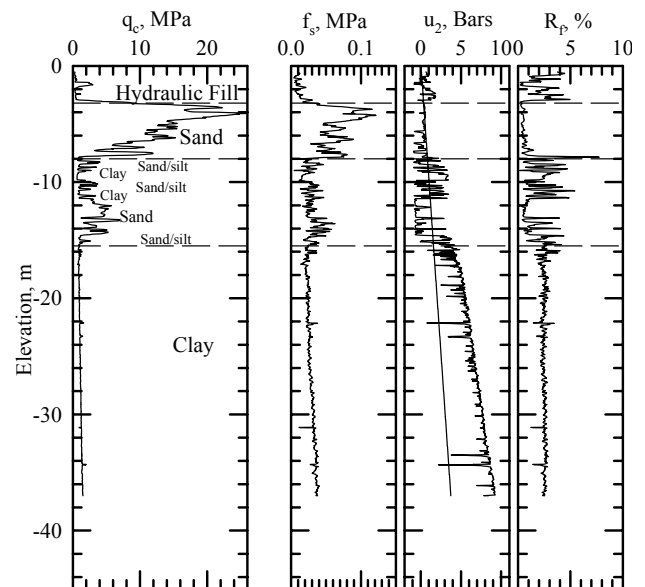 q_c, MPa f_s, MPa u_2, Bars R_f, %
0 10 20 0.0 0.1 0 5 10 0 5 10
0
Hydraulic Fill
Sand
Sand/silt
Clay
-10
Sand/silt
Clay
Sand
Sand/silt
-20
Elevation, m
Clay
-30
-40